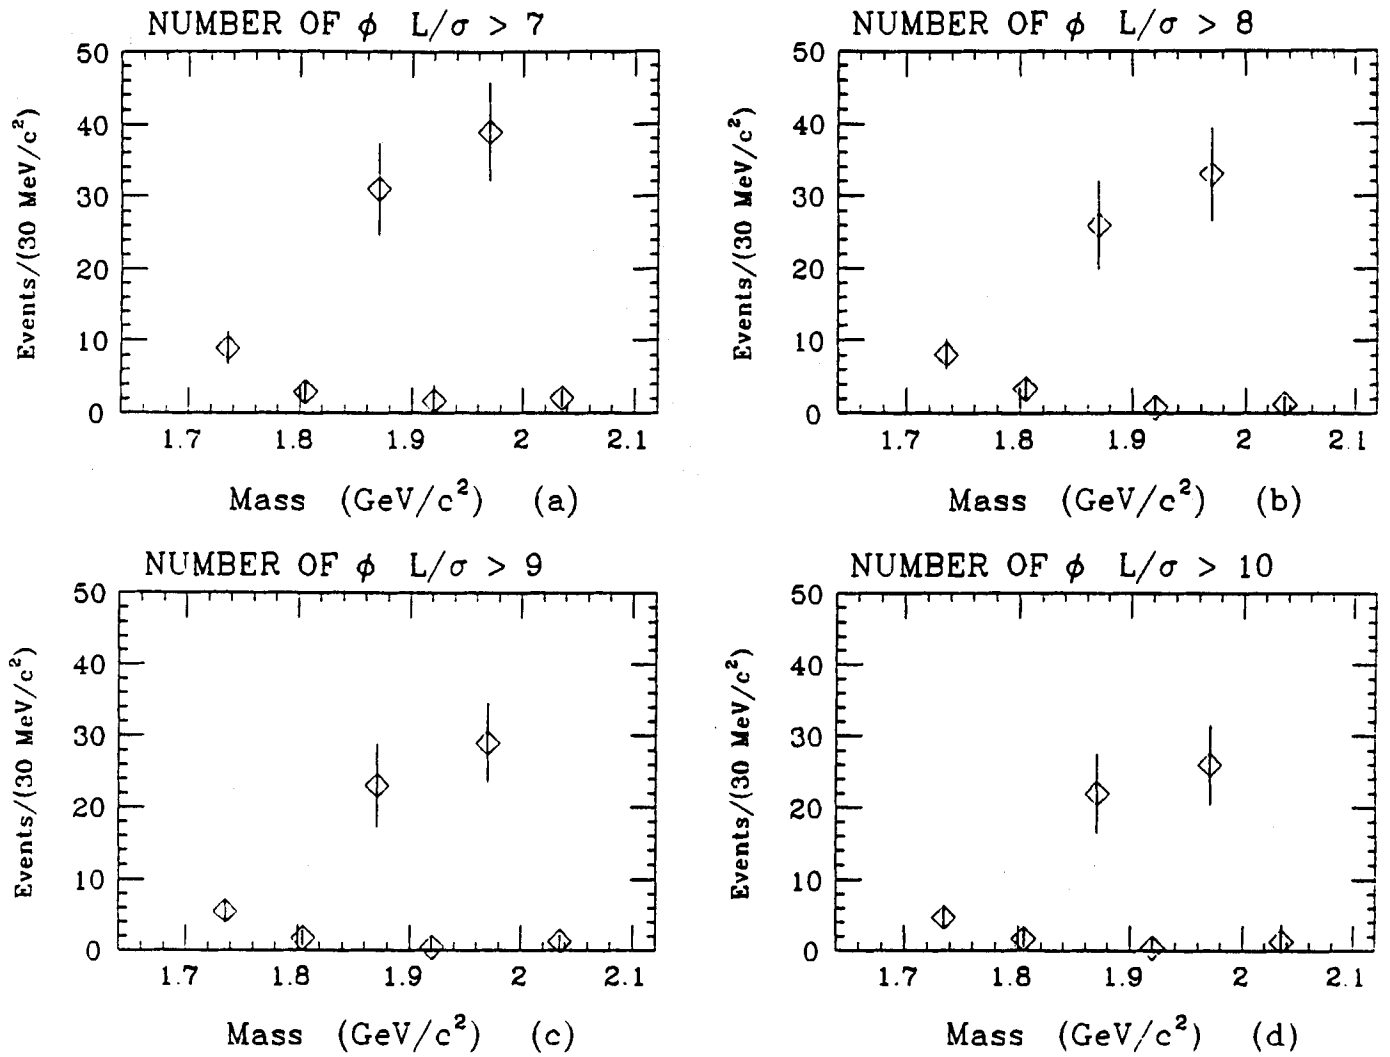 NUMBER OF ϕ L/σ > 7
Events/(30 MeV/c²)
50
40
30
20
10
0
1.7 1.8 1.9 2 2.1
Mass (GeV/c²) (a)
NUMBER OF ϕ L/σ > 8
Events/(30 MeV/c²)
50
40
30
20
10
0
1.7 1.8 1.9 2 2.1
Mass (GeV/c²) (b)
NUMBER OF ϕ L/σ > 9
Events/(30 MeV/c²)
50
40
30
20
10
0
1.7 1.8 1.9 2 2.1
Mass (GeV/c²) (c)
NUMBER OF ϕ L/σ > 10
Events/(30 MeV/c²)
50
40
30
20
10
0
1.7 1.8 1.9 2 2.1
Mass (GeV/c²) (d)